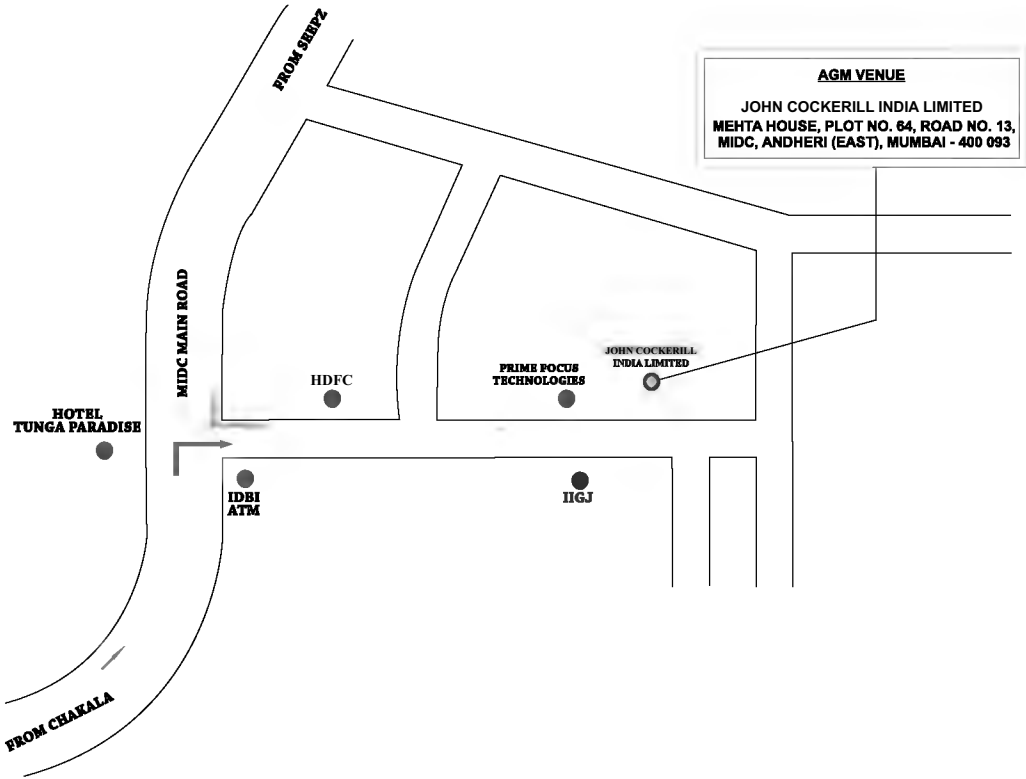 FROM SEEPZ
AGM VENUE
JOHN COCKERILL INDIA LIMITED
MEHTA HOUSE, PLOT NO. 64, ROAD NO. 13,
MIDC, ANDHERI (EAST), MUMBAI - 400 093
MIDC MAIN ROAD
JOHN COCKERILL
INDIA LIMITED
PRIME FOCUS
TECHNOLOGIES
HDFC
HOTEL
TUNGA PARADISE
IDBI
ATM
IIGJ
FROM CHAKALA